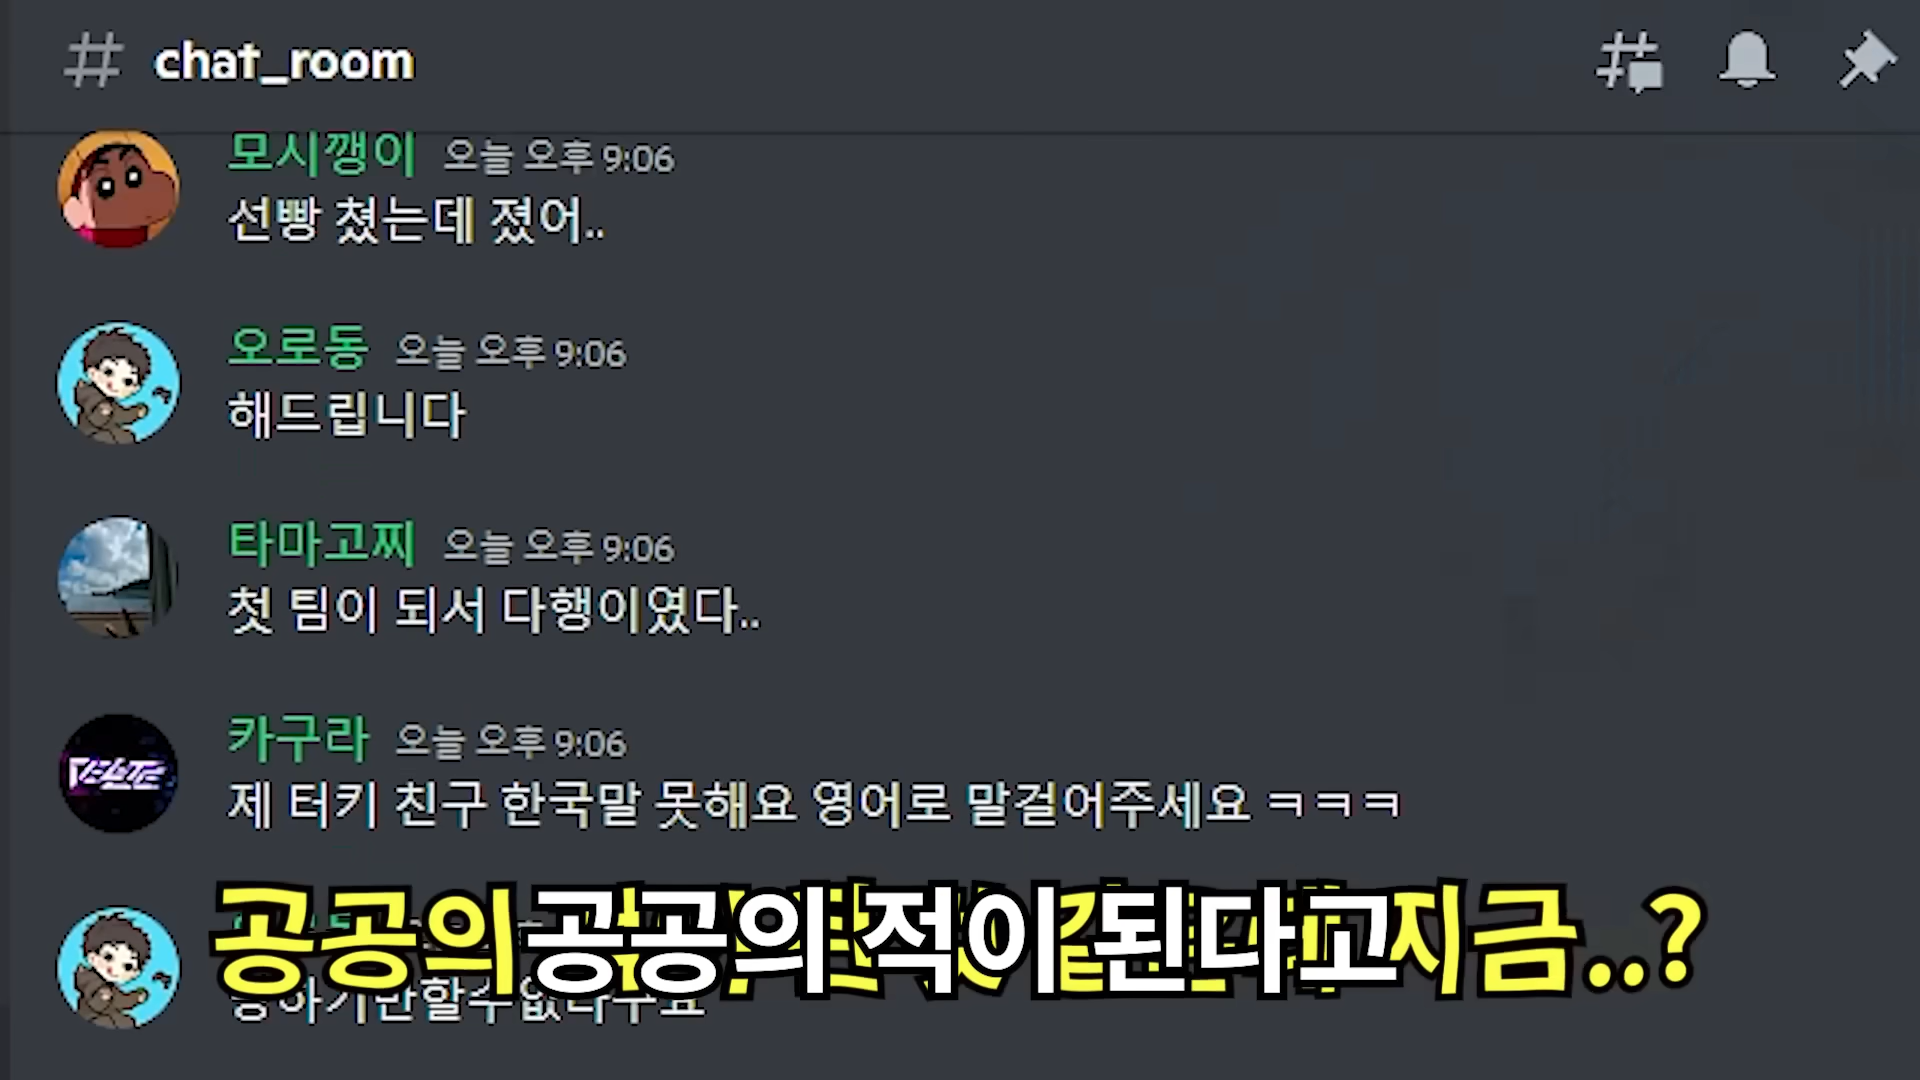 # chat_room
모시깽이 오늘 오후 9:06
선빵 쳤는데 졌어..
오로동 오늘 오후 9:06
해드립니다
타마고찌 오늘 오후 9:06
첫 팀이 되서 다행이였다..
카구라 오늘 오후 9:06
제 터키 친구 한국말 못해요 영어로 말걸어주세요 ㅋㅋㅋ
공공의
공공의 적이 된다고
지금..?